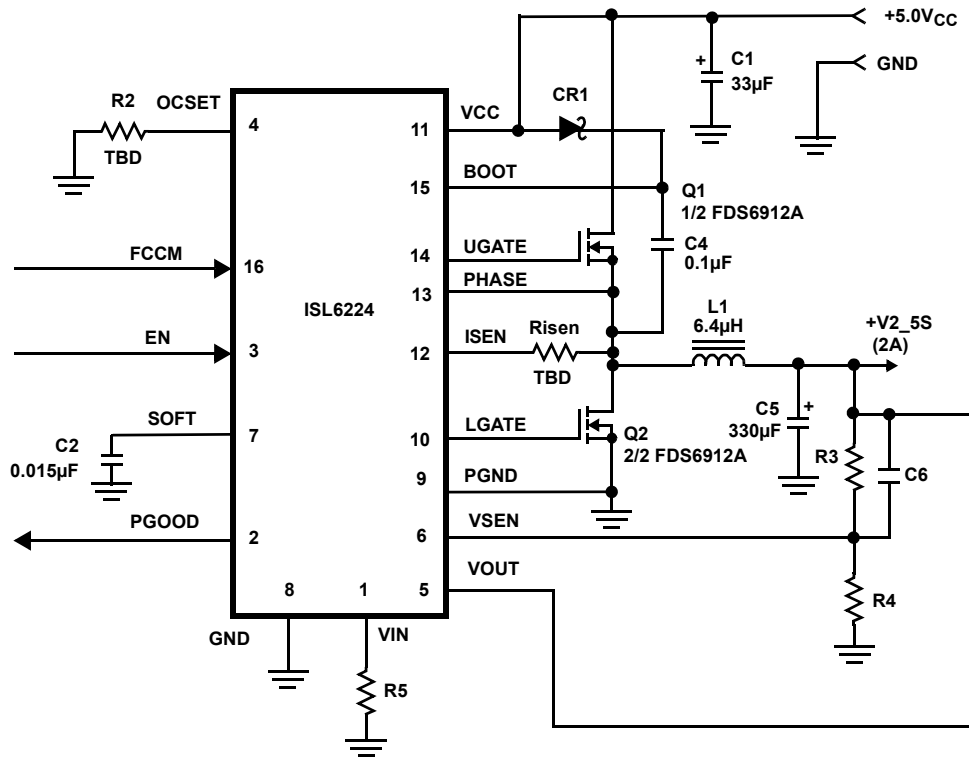 +5.0VCC
C1
+
33µF
GND
R2
OCSET
TBD
4
11
VCC
CR1
15
BOOT
Q1
1/2 FDS6912A
14
UGATE
C4
0.1µF
FCCM
16
13
PHASE
ISL6224
L1
6.4µH
+V2_5S
(2A)
EN
3
12
ISEN
Risen
TBD
SOFT
7
C2
0.015µF
10
LGATE
Q2
2/2 FDS6912A
C5
+
330µF
R3
C6
9
PGND
PGOOD
2
6
VSEN
8
1
5
VOUT
R4
GND
VIN
R5